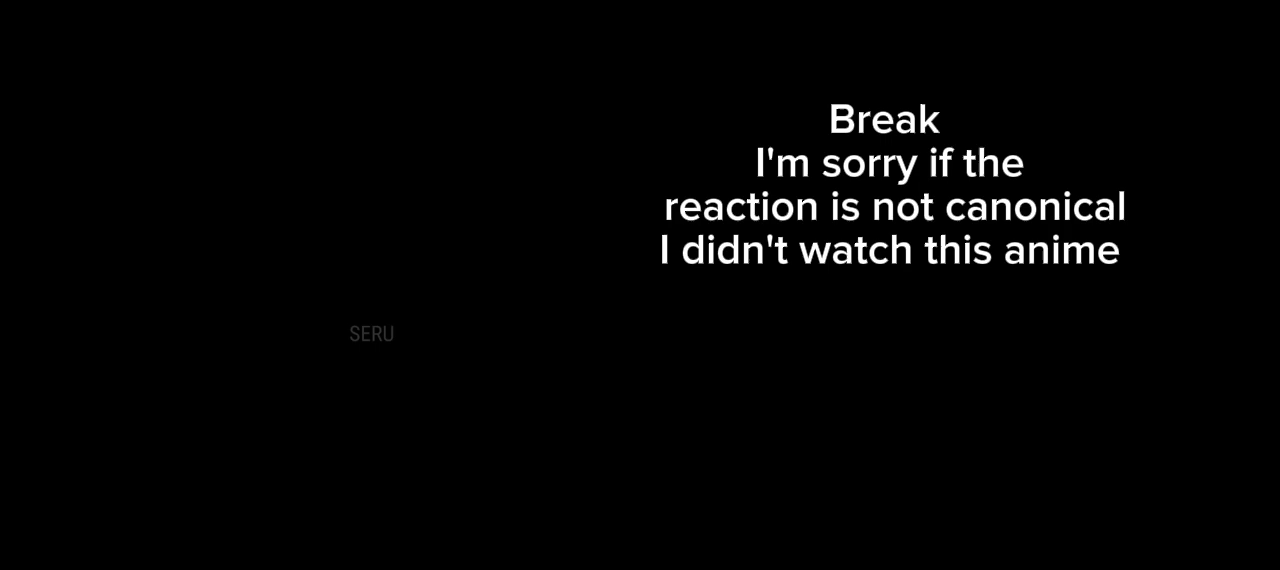 Break
I'm sorry if the
reaction is not canonical
I didn't watch this anime
SERU